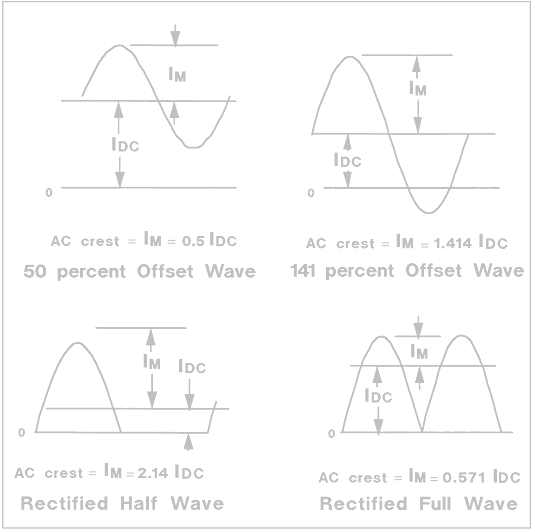 IM
IDC
0
AC crest = IM = 0.5 IDC
50 percent Offset Wave
IM
IDC
0
AC crest = IM = 1.414 IDC
141 percent Offset Wave
IM
IDC
0
AC crest = IM = 2.14 IDC
Rectified Half Wave
IM
IDC
0
AC crest = IM = 0.571 IDC
Rectified Full Wave